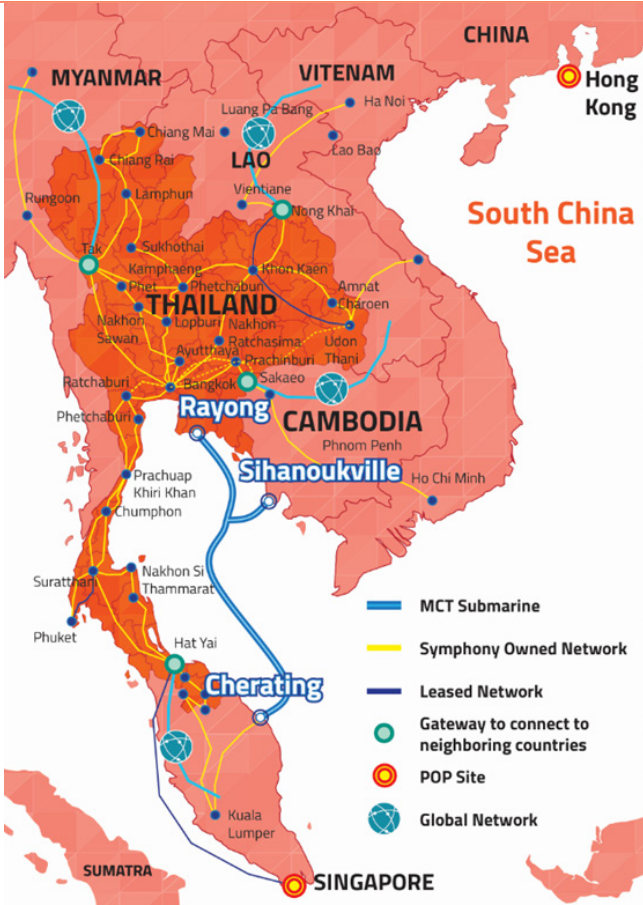 CHINA
MYANMAR
VITENAM
Hong
Kong
Luang Pa Bang
Ha Noi
Chiang Mai
LAO
Lao Bao
Chiang Rai
Rungoon
Lamphun
Vientiane
Nong Khai
South China
Sea
Tak
Sukhothai
Kamphaeng
Phet
Phetchabun
Khon Kaen
Amnat
Charoen
THAILAND
Nakhon
Sawan
Lopburi
Nakhon
Ratchasima
Udon
Thani
Ayutthaya
Prachinburi
Ratchaburi
Bangkok
Sakaeo
Rayong
CAMBODIA
Phetchaburi
Phnom Penh
Sihanoukville
Prachuap
Khiri Khan
Ho Chi Minh
Chumphon
Suratthani
Nakhon Si
Thammarat
Phuket
Hat Yai
Cherating
MCT Submarine
Symphony Owned Network
Leased Network
Gateway to connect to
neighboring countries
POP Site
Global Network
Kuala
Lumper
SUMATRA
SINGAPORE